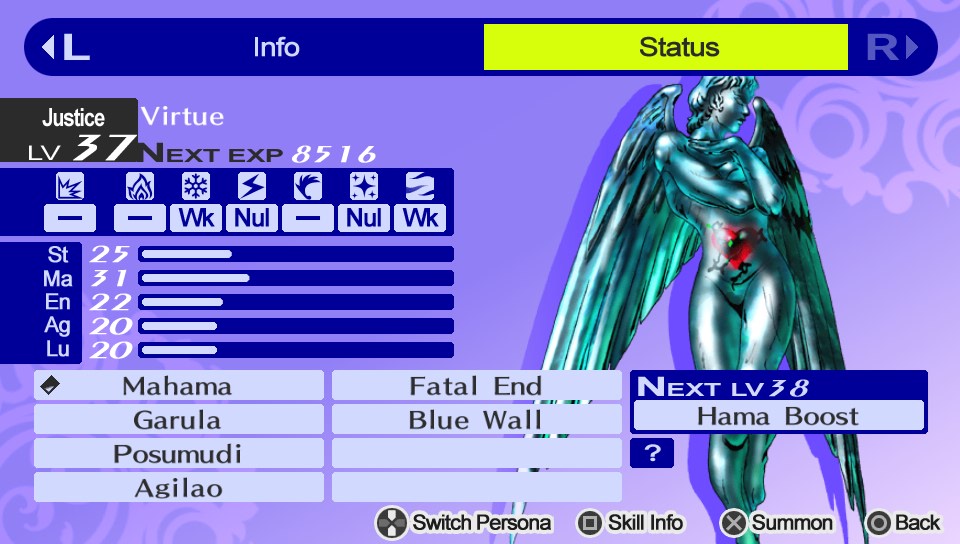 L Info Status R
Justice Virtue
LV 37 NEXT EXP 8516
— — Wk Nul — Nul Wk
St 25
Ma 31
En 22
Ag 20
Lu 20
Mahama Fatal End NEXT LV 38
Garula Blue Wall Hama Boost
Posumudi ?
Agilao
Switch Persona Skill Info Summon Back